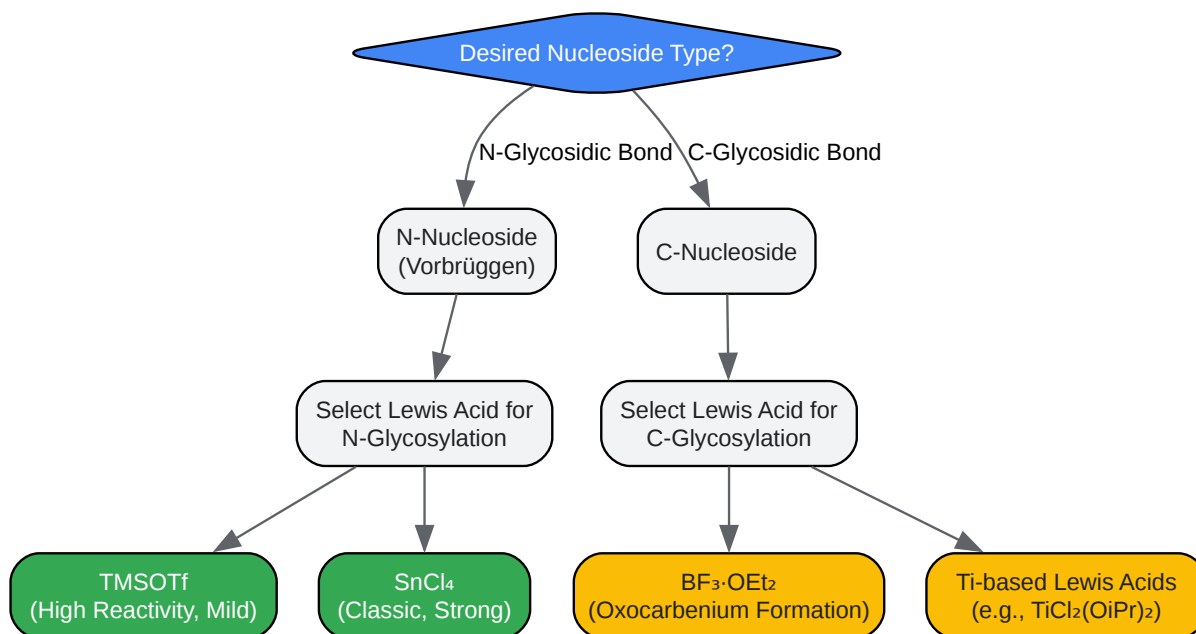 Desired Nucleoside Type?
N-Glycosidic Bond
C-Glycosidic Bond
N-Nucleoside
(Vorbrüggen)
C-Nucleoside
Select Lewis Acid for
N-Glycosylation
Select Lewis Acid for
C-Glycosylation
TMSOTf
(High Reactivity, Mild)
SnCl₄
(Classic, Strong)
BF₃·OEt₂
(Oxocarbenium Formation)
Ti-based Lewis Acids
(e.g., TiCl₂(OiPr)₂)